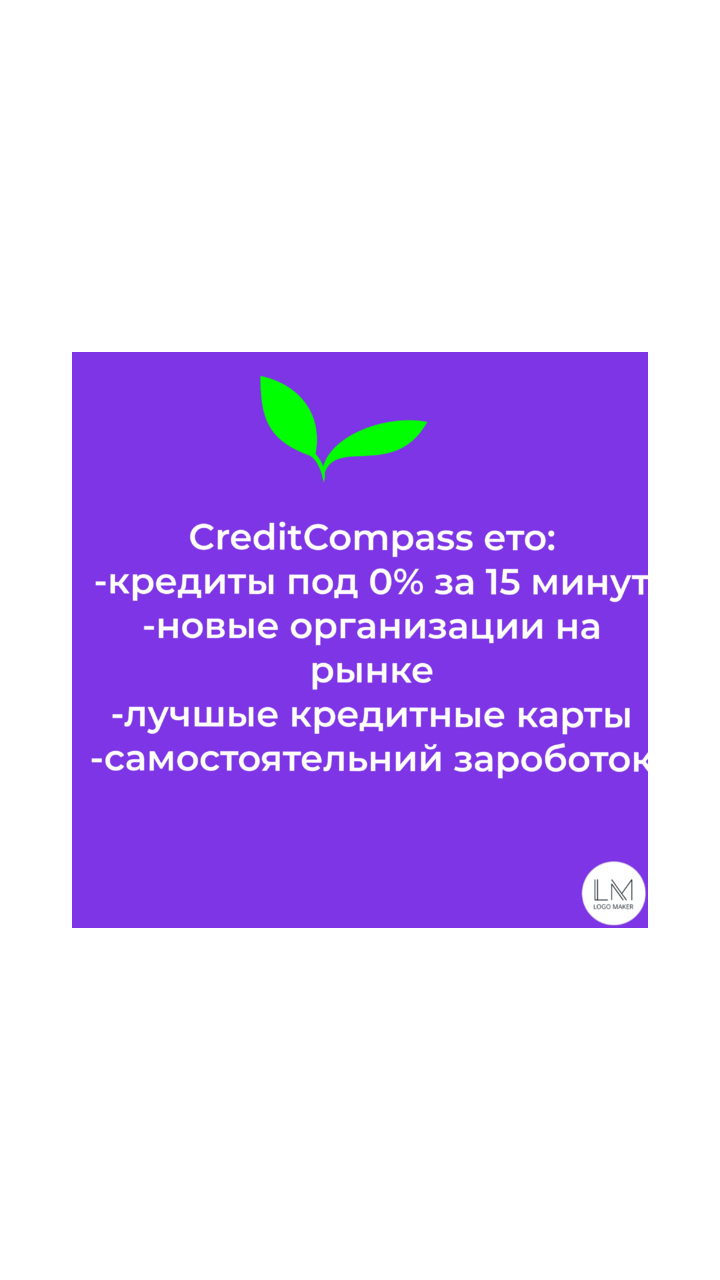 CreditCompass ето:
-кредиты под 0% за 15 минут
-новые организации на
рынке
-лучшые кредитные карты
-самостоятельний зароботок
LM
LOGO MAKER